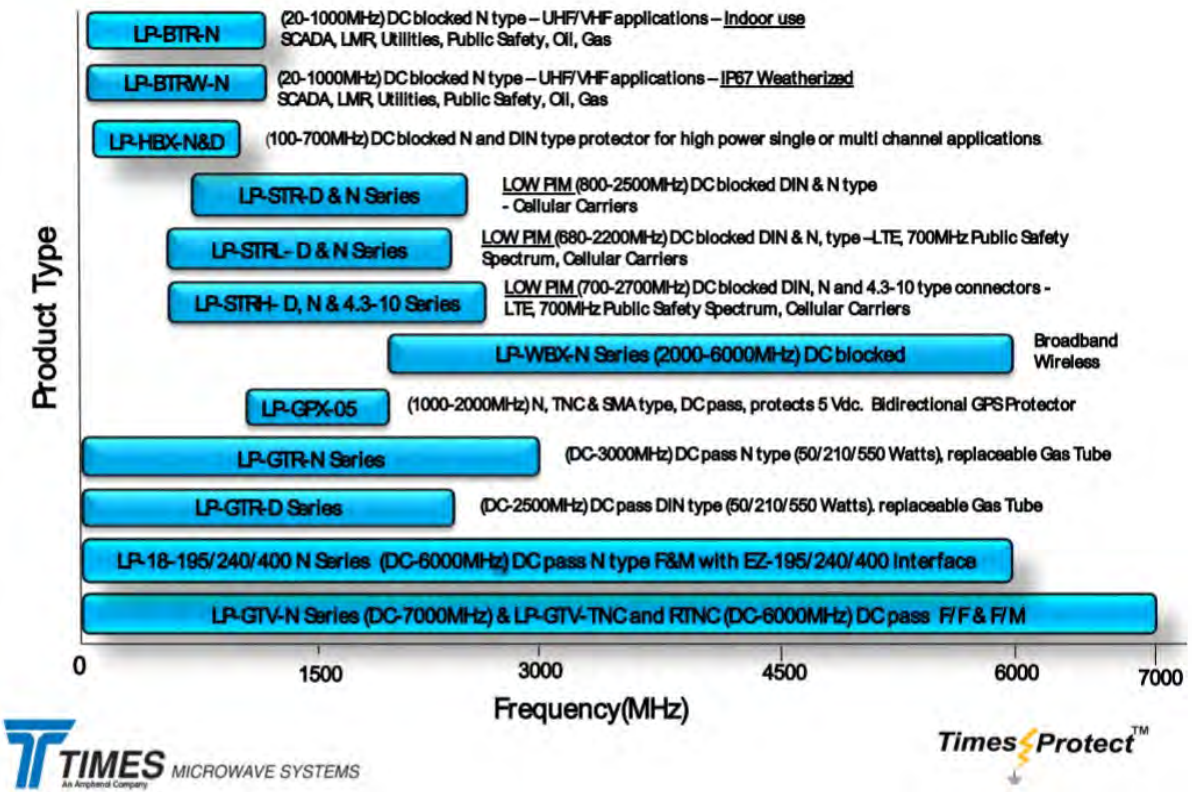 LP-BTR-N
(20-1000MHz) DC blocked N type – UHF/VHF applications – Indoor use
SCADA, LMR, Utilities, Public Safety, Oil, Gas
LP-BTRW-N
(20-1000MHz) DC blocked N type – UHF/VHF applications – IP67 Weatherized
SCADA, LMR, Utilities, Public Safety, Oil, Gas
LP-HBX-N&D
(100-700MHz) DC blocked N and DIN type protector for high power single or multi channel applications
LP-STR-D & N Series
LOW PIM (800-2500MHz) DC blocked DIN & N type
- Cellular Carriers
LP-STRL- D & N Series
LOW PIM (680-2200MHz) DC blocked DIN & N, type –LTE, 700MHz Public Safety
Spectrum, Cellular Carriers
LP-STRH- D, N & 4.3-10 Series
LOW PIM (700-2700MHz) DC blocked DIN, N and 4.3-10 type connectors -
LTE, 700MHz Public Safety Spectrum, Cellular Carriers
LP-WBX-N Series (2000-6000MHz) DC blocked
Broadband
Wireless
LP-GPX-05
(1000-2000MHz) N, TNC & SMA type, DC pass, protects 5 Vdc. Bidirectional GPS Protector
LP-GTR-N Series
(DC-3000MHz) DC pass N type (50/210/550 Watts), replaceable Gas Tube
LP-GTR-D Series
(DC-2500MHz) DC pass DIN type (50/210/550 Watts). replaceable Gas Tube
LP-18-195/240/400 N Series (DC-6000MHz) DC pass N type F&M with EZ-195/240/400 Interface
LP-GTV-N Series (DC-7000MHz) & LP-GTV-TNC and RTNC (DC-6000MHz) DC pass F/F & F/M
Product Type
0
1500
3000
4500
6000
7000
Frequency(MHz)
TIMES MICROWAVE SYSTEMS
An Amphenol Company
Times Protect™